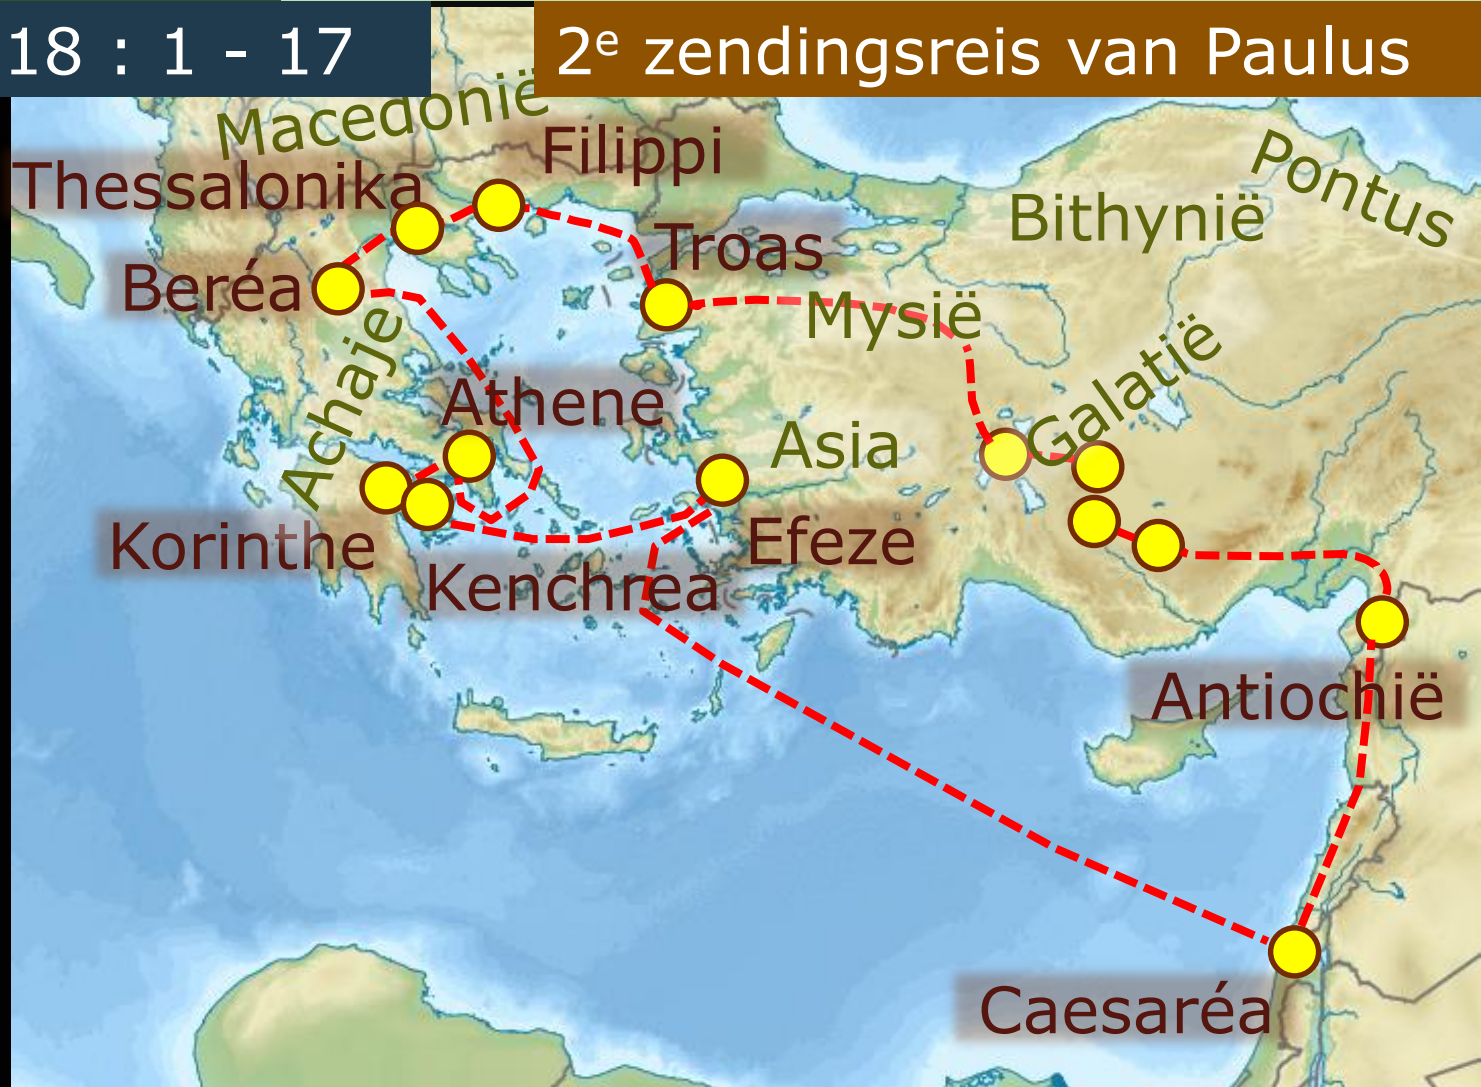 18 : 1 - 17
2e zendingsreis van Paulus
Macedonië
Filippi
Pontus
Thessalonika
Bithynië
Troas
Beréa
Mysië
Achaje
Galatië
Athene
Asia
Korinthe
Efeze
Kenchrea
Antiochië
Caesaréa